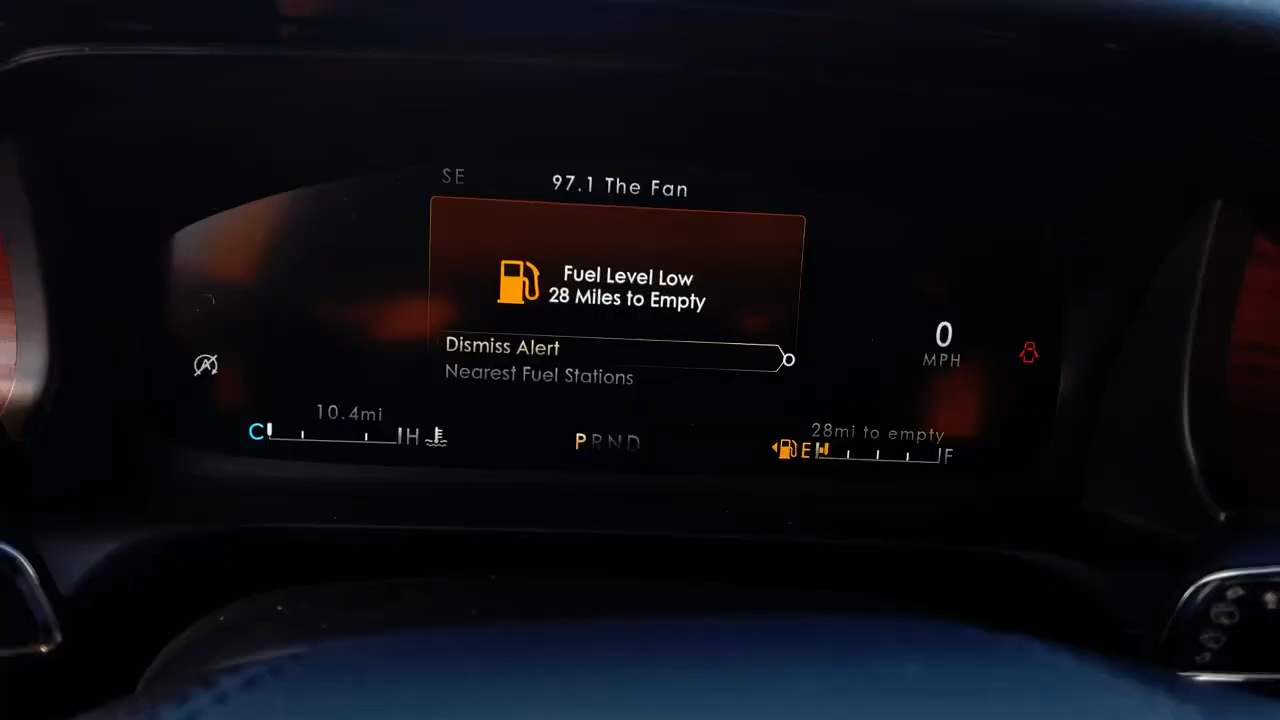 SE
97.1 The Fan
Fuel Level Low
28 Miles to Empty
Dismiss Alert
Nearest Fuel Stations
0
MPH
10.4mi
C H
PRND
28mi to empty
E F